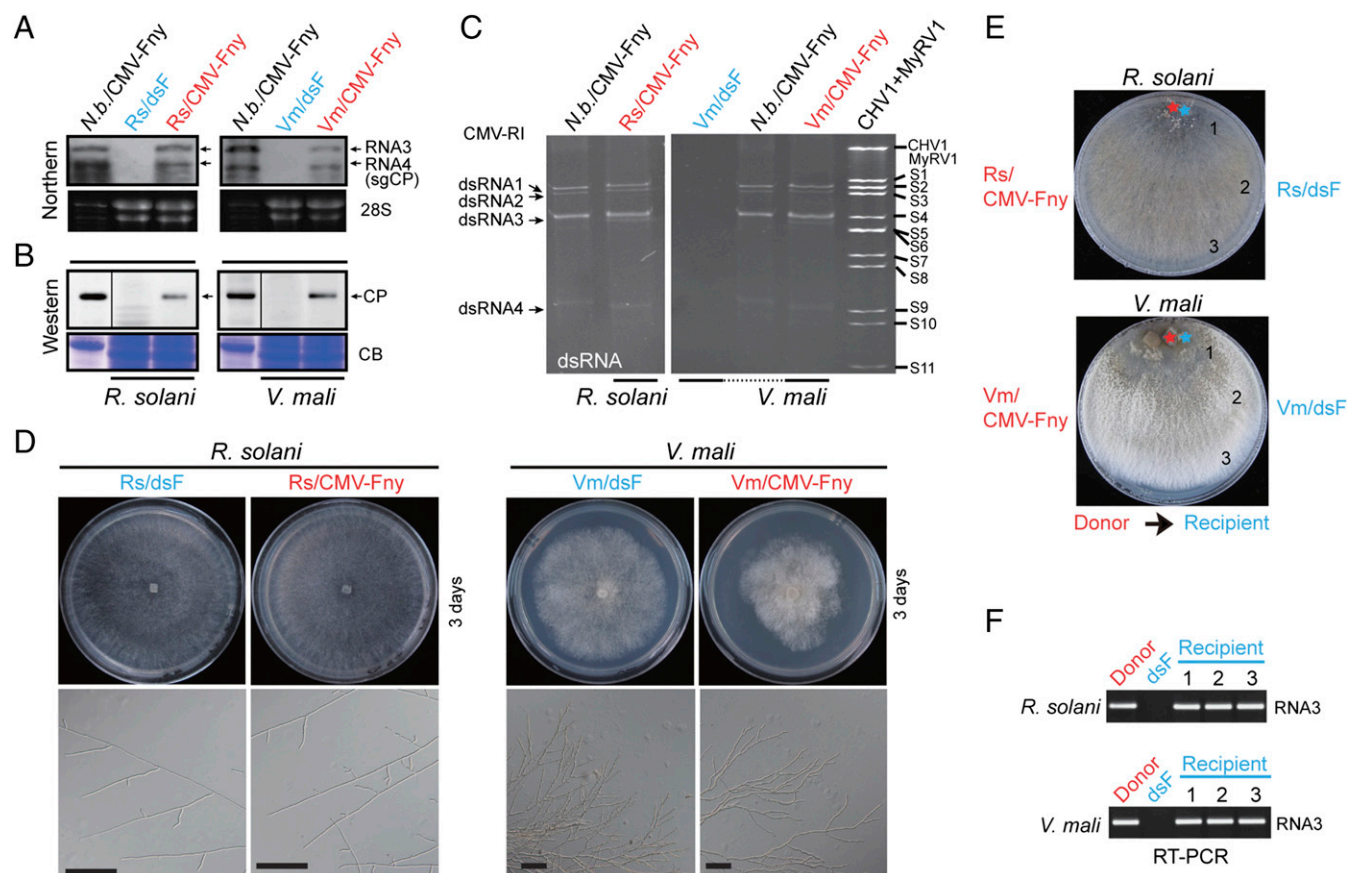 A
N.b./CMV-Fny
Rs/dsF
Rs/CMV-Fny
N.b./CMV-Fny
Vm/dsF
Vm/CMV-Fny
Northern
RNA3
RNA4
(sgCP)
28S
B
Western
CP
CB
R. solani
V. mali
C
N.b./CMV-Fny
Rs/CMV-Fny
Vm/dsF
N.b./CMV-Fny
Vm/CMV-Fny
CHV1+MyRV1
CMV-RI
dsRNA1
dsRNA2
dsRNA3
dsRNA4
dsRNA
CHV1
MyRV1
S1
S2
S3
S4
S5
S6
S7
S8
S9
S10
S11
R. solani
V. mali
D
R. solani
Rs/dsF
Rs/CMV-Fny
3 days
V. mali
Vm/dsF
Vm/CMV-Fny
3 days
E
R. solani
Rs/
CMV-Fny
1
2
3
Rs/dsF
V. mali
Vm/
CMV-Fny
1
2
3
Vm/dsF
Donor
Recipient
F
Donor
dsF
Recipient
1 2 3
R. solani
RNA3
Donor
dsF
Recipient
1 2 3
V. mali
RNA3
RT-PCR